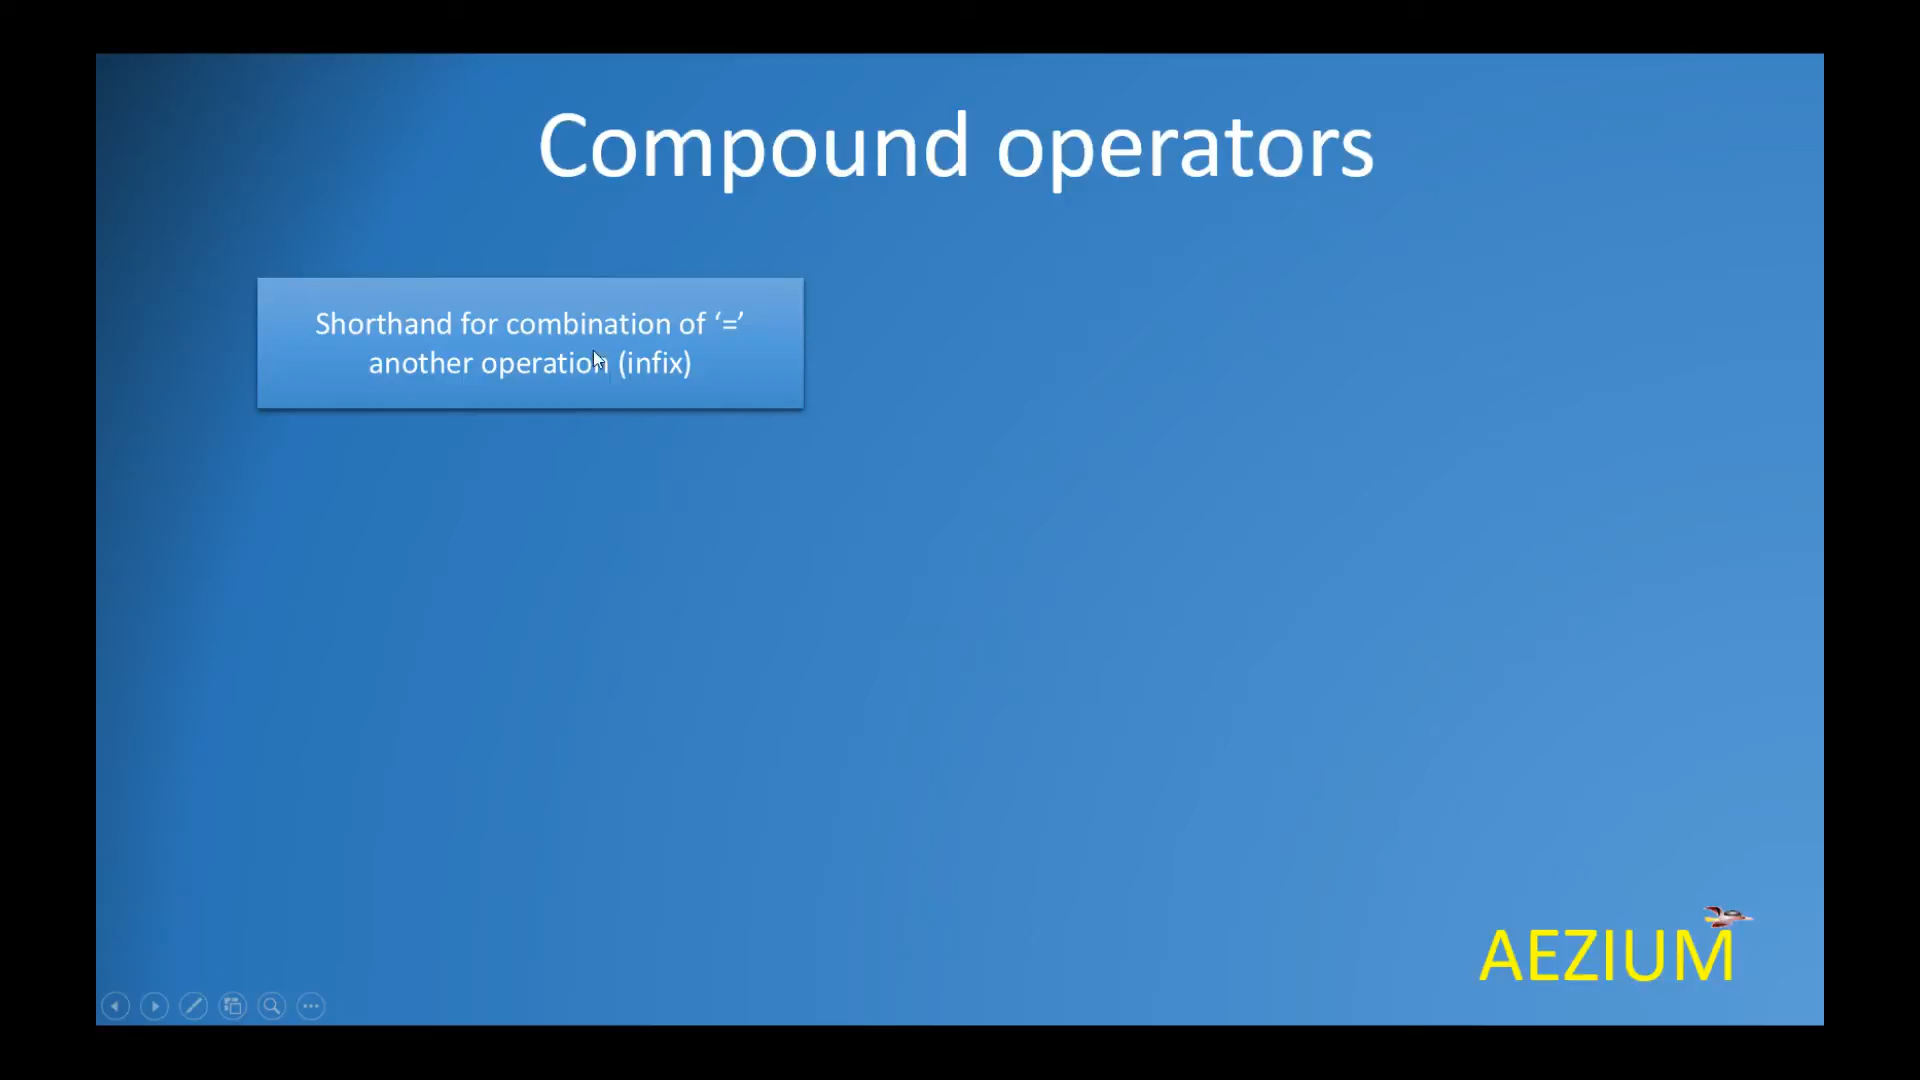 Compound operators
Shorthand for combination of ‘=’
another operation (infix)
AEZIUM